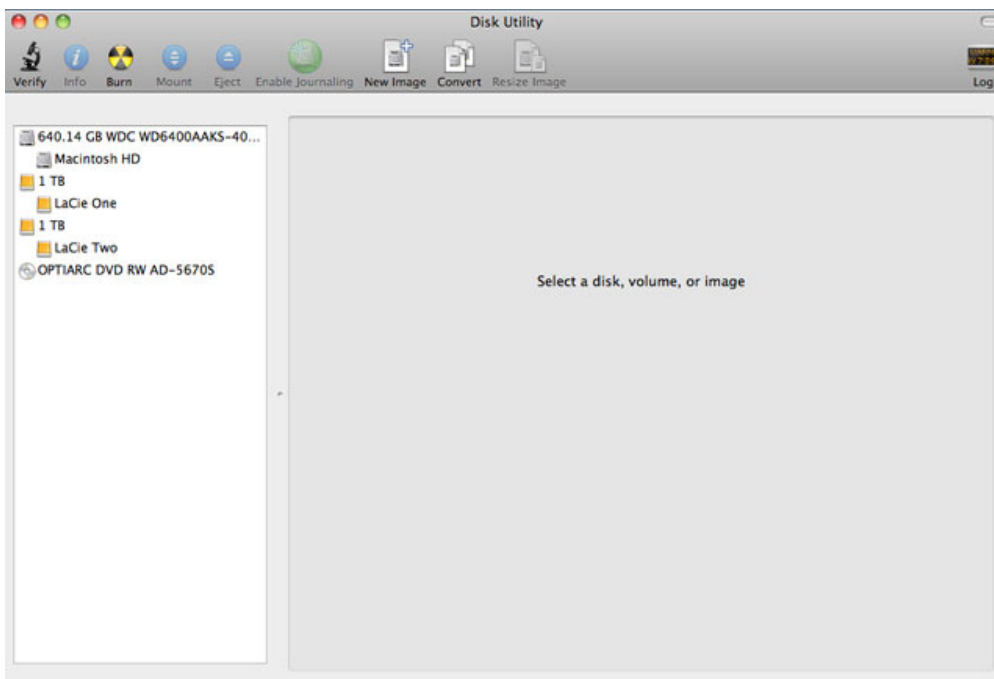 Disk Utility
Verify Info Burn Mount Eject Enable Journaling New Image Convert Resize Image Log
640.14 GB WDC WD6400AAKS-40...
Macintosh HD
1 TB
LaCie One
1 TB
LaCie Two
OPTIARC DVD RW AD-5670S
Select a disk, volume, or image